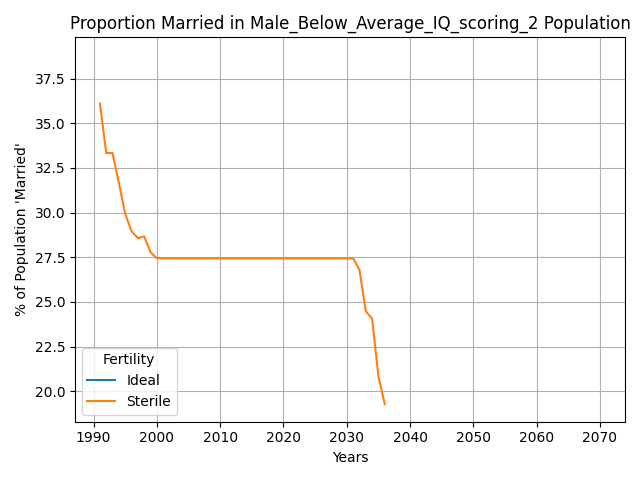 Proportion Married in Male_Below_Average_IQ_scoring_2 Population
% of Population 'Married'
37.5
35.0
32.5
30.0
27.5
25.0
22.5
20.0
Fertility
Ideal
Sterile
1990 2000 2010 2020 2030 2040 2050 2060 2070
Years